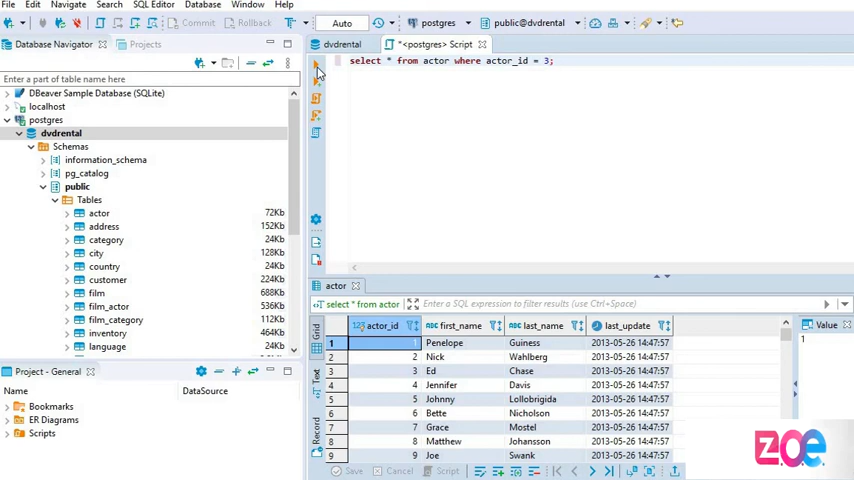 File Edit Navigate Search SQL Editor Database Window Help
Commit Rollback Auto postgres public@dvdrental
Database Navigator Projects
dvdrental *<postgres> Script
select * from actor where actor_id = 3;
Enter a part of table name here
DBeaver Sample Database (SQLite)
localhost
postgres
dvdrental
Schemas
information_schema
pg_catalog
public
Tables
actor 72Kb
address 152Kb
category 24Kb
city 128Kb
country 24Kb
customer 224Kb
film 688Kb
film_actor 536Kb
film_category 112Kb
inventory 464Kb
language 24Kb
Project - General
Name DataSource
Bookmarks
ER Diagrams
Scripts
actor
select * from actor Enter a SQL expression to filter results (use Ctrl+Space)
Grid
Text
Record
actor_id ABC first_name ABC last_name last_update
1 1 Penelope Guiness 2013-05-26 14:47:57
2 2 Nick Wahlberg 2013-05-26 14:47:57
3 3 Ed Chase 2013-05-26 14:47:57
4 4 Jennifer Davis 2013-05-26 14:47:57
5 5 Johnny Lollobrigida 2013-05-26 14:47:57
6 6 Bette Nicholson 2013-05-26 14:47:57
7 7 Grace Mostel 2013-05-26 14:47:57
8 8 Matthew Johansson 2013-05-26 14:47:57
9 9 Joe Swank 2013-05-26 14:47:57
Value
1
Save Cancel Script
z.o.e